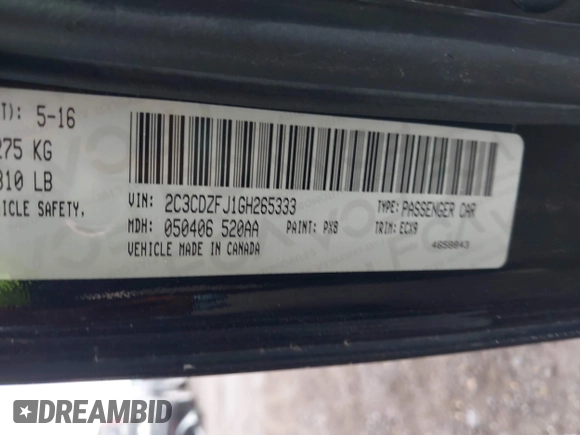 T): 5-16
275 KG
310 LB
ICLE SAFETY,
VIN: 2C3CDZFJ1GH265333 TYPE: PASSENGER CAR
MDH: 050406 520AA PAINT: PX8 TRIM: ECX9
VEHICLE MADE IN CANADA 4658843
DREAMBID